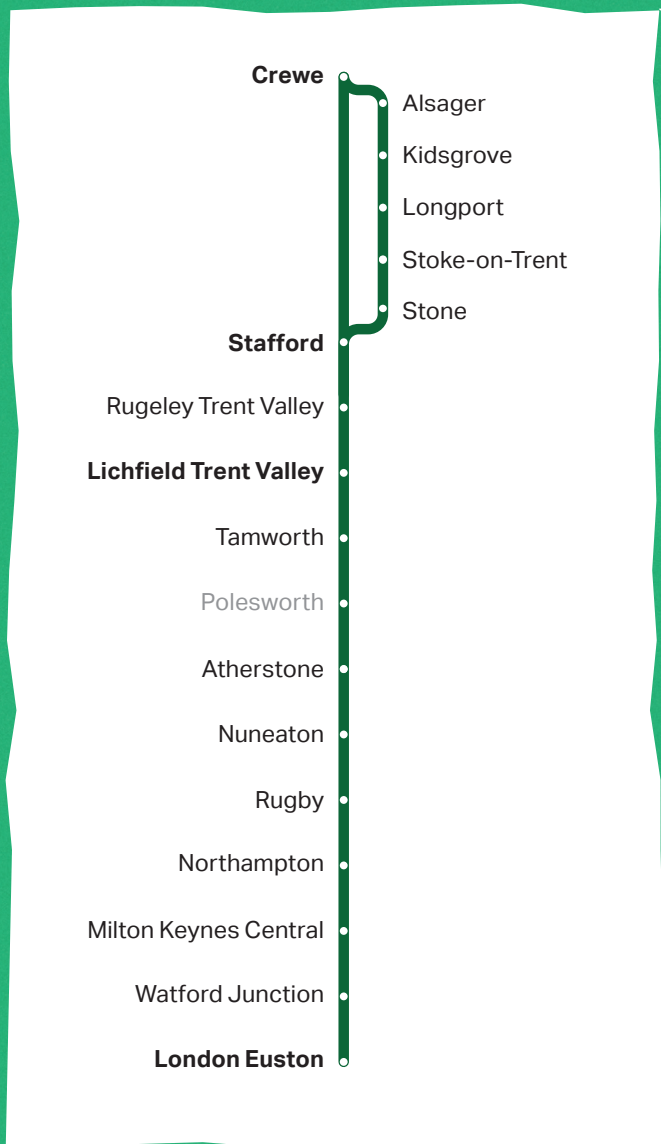 Crewe
Alsager
Kidsgrove
Longport
Stoke-on-Trent
Stone
Stafford
Rugeley Trent Valley
Lichfield Trent Valley
Tamworth
Polesworth
Atherstone
Nuneaton
Rugby
Northampton
Milton Keynes Central
Watford Junction
London Euston